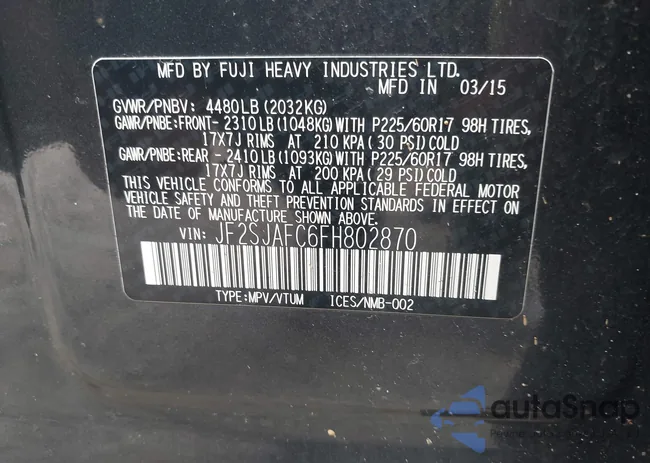 MFD BY FUJI HEAVY INDUSTRIES LTD.
MFD IN 03/15
GVWR/PNBV: 4480LB(2032KG)
GAWR/PNBE:FRONT- 2310LB(1048KG)WITH P225/60R17 98H TIRES,
17X7J RIMS AT 210 KPA( 30 PSI)COLD
GAWR/PNBE:REAR - 2410LB(1093KG)WITH P225/60R17 98H TIRES,
17X7J RIMS AT 200 KPA( 29 PSI)COLD
THIS VEHICLE CONFORMS TO ALL APPLICABLE FEDERAL MOTOR
VEHICLE SAFETY AND THEFT PREVENTION STANDARDS IN EFFECT ON
THE DATE OF MANUFACTURE SHOWN ABOVE.
VIN: JF2SJAFC6FH802870
TYPE:MPV/VTUM ICES/NMB-002
autoSnap